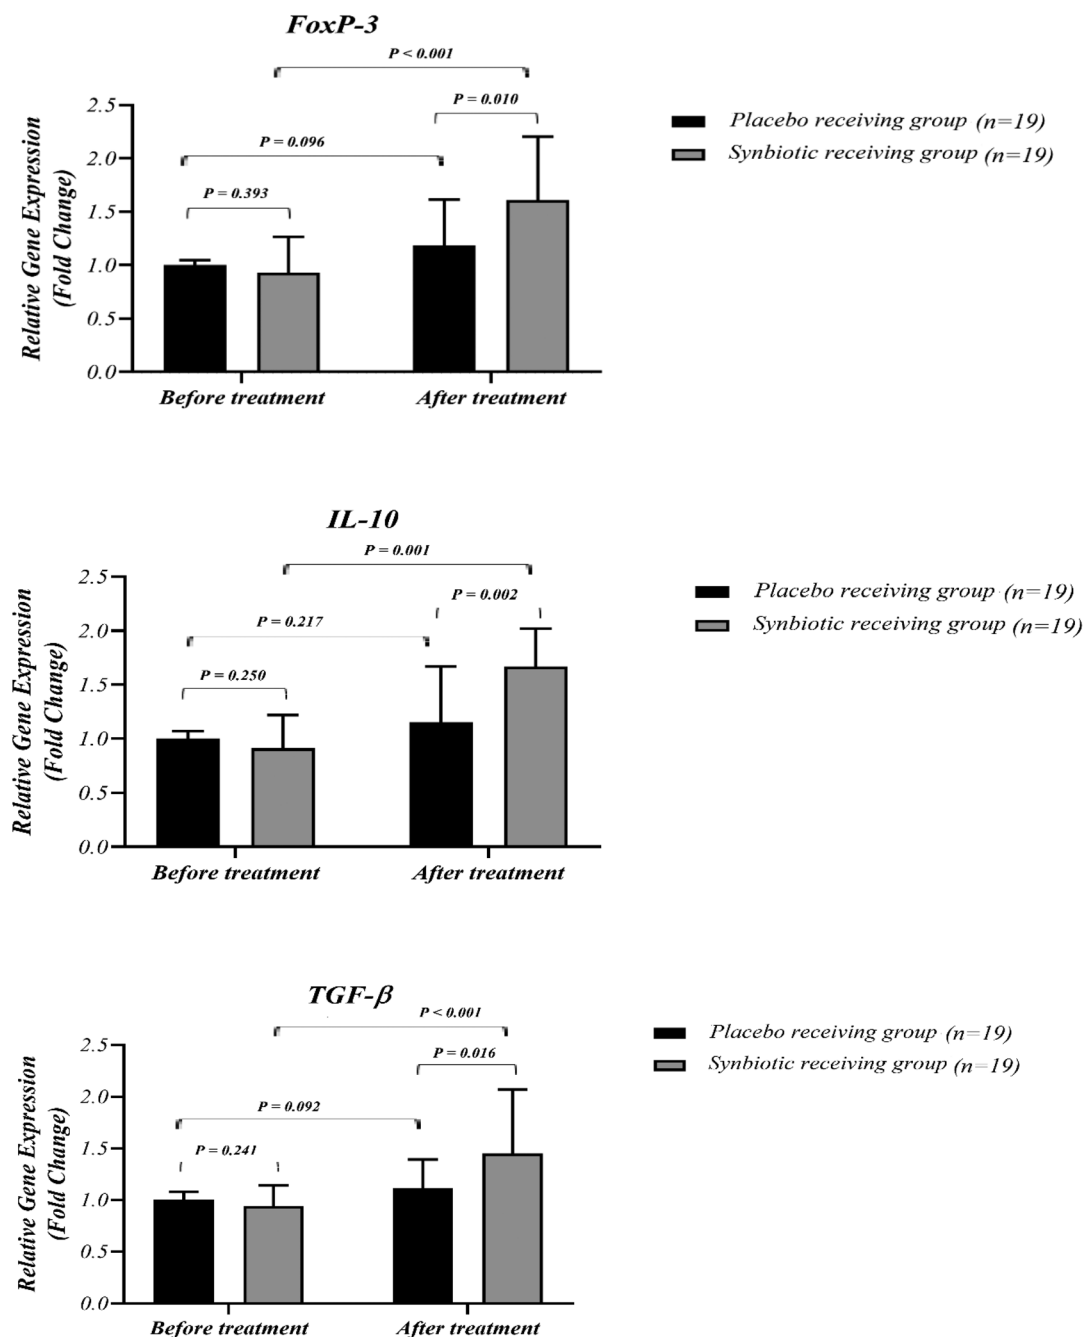 FoxP-3
P < 0.001
P = 0.010
P = 0.096
P = 0.393
Relative Gene Expression
(Fold Change)
2.5
2.0
1.5
1.0
0.5
0.0
Before treatment
After treatment
Placebo receiving group (n=19)
Synbiotic receiving group (n=19)
IL-10
P = 0.001
P = 0.002
P = 0.217
P = 0.250
Relative Gene Expression
(Fold Change)
2.5
2.0
1.5
1.0
0.5
0.0
Before treatment
After treatment
Placebo receiving group (n=19)
Synbiotic receiving group (n=19)
TGF-β
P < 0.001
P = 0.016
P = 0.092
P = 0.241
Relative Gene Expression
(Fold Change)
2.5
2.0
1.5
1.0
0.5
0.0
Before treatment
After treatment
Placebo receiving group (n=19)
Synbiotic receiving group (n=19)